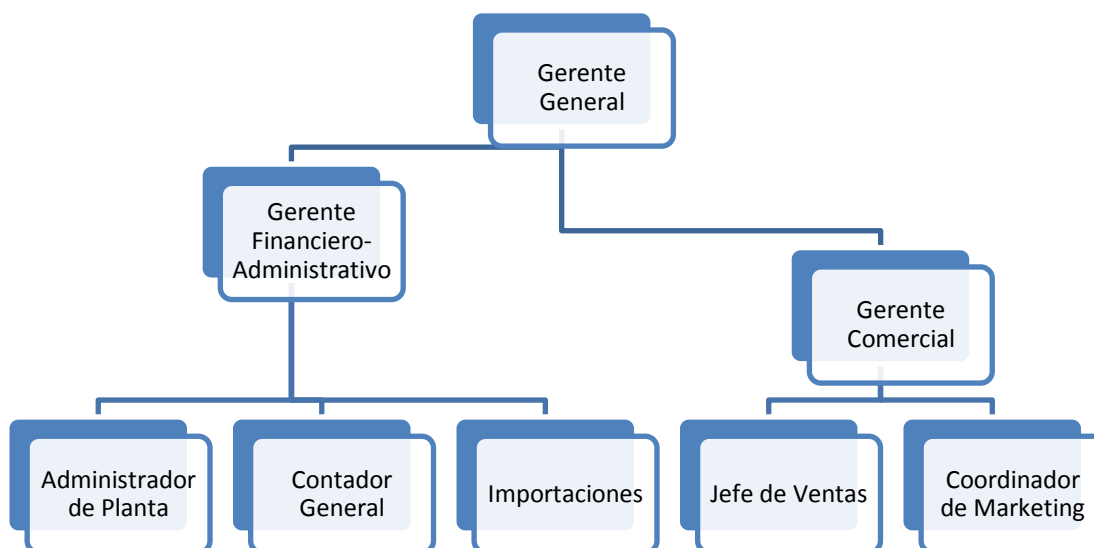 Gerente
General
Gerente
Financiero-
Administrativo
Gerente
Comercial
Administrador
de Planta
Contador
General
Importaciones
Jefe de Ventas
Coordinador
de Marketing